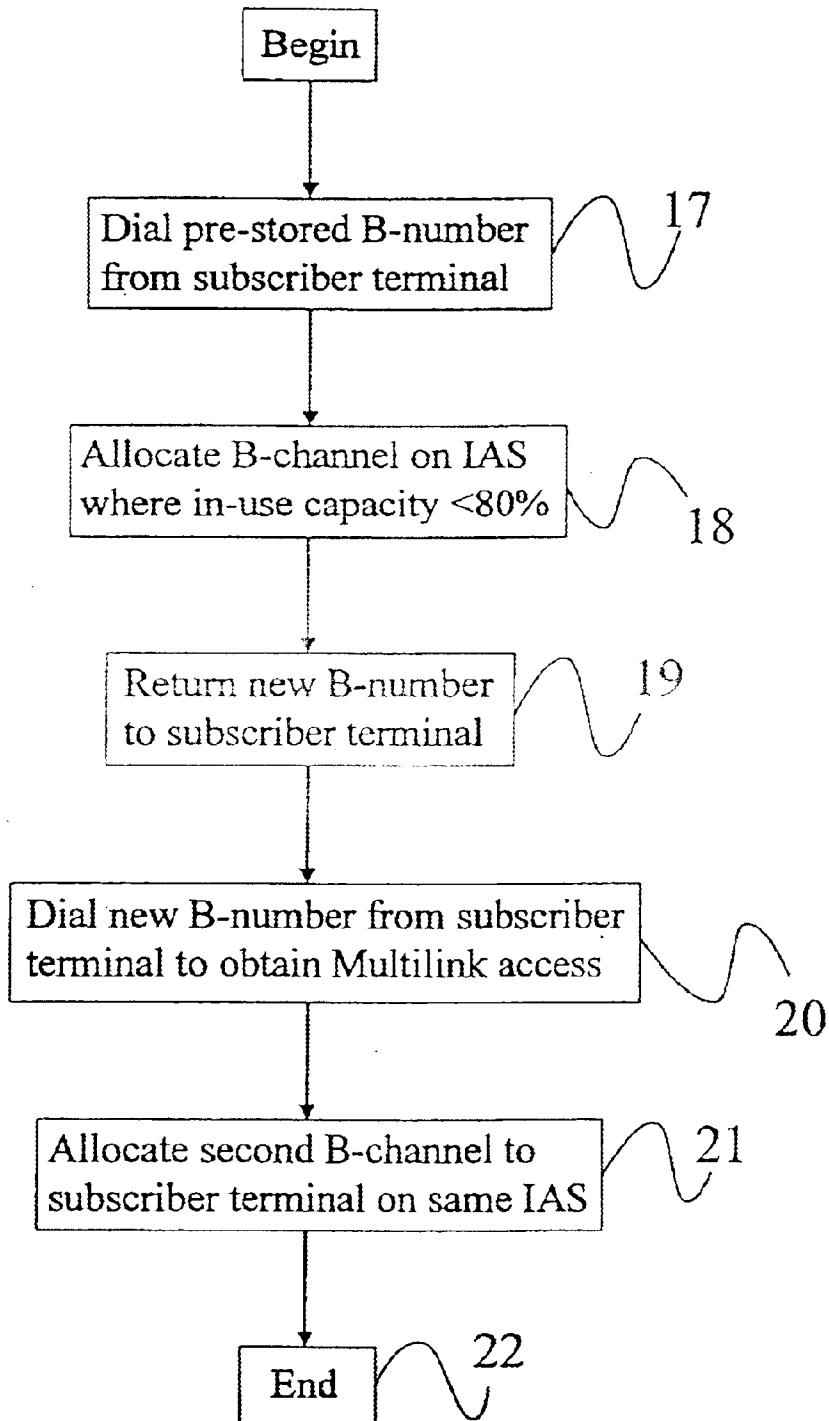 Begin
Dial pre-stored B-number
from subscriber terminal
17
Allocate B-channel on IAS
where in-use capacity <80%
18
Return new B-number
to subscriber terminal
19
Dial new B-number from subscriber
terminal to obtain Multilink access
20
Allocate second B-channel to
subscriber terminal on same IAS
21
End
22